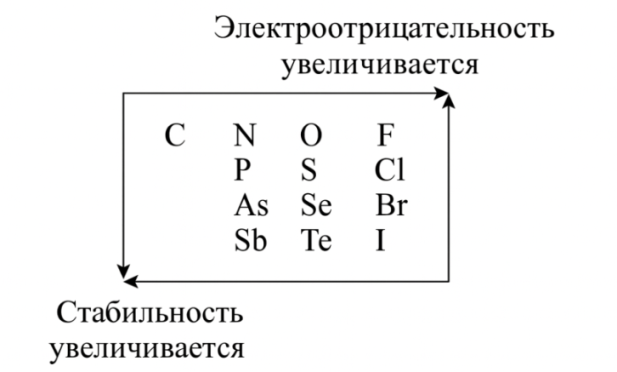 Электроотрицательность
увеличивается
C N O F
P S Cl
As Se Br
Sb Te I
Стабильность
увеличивается